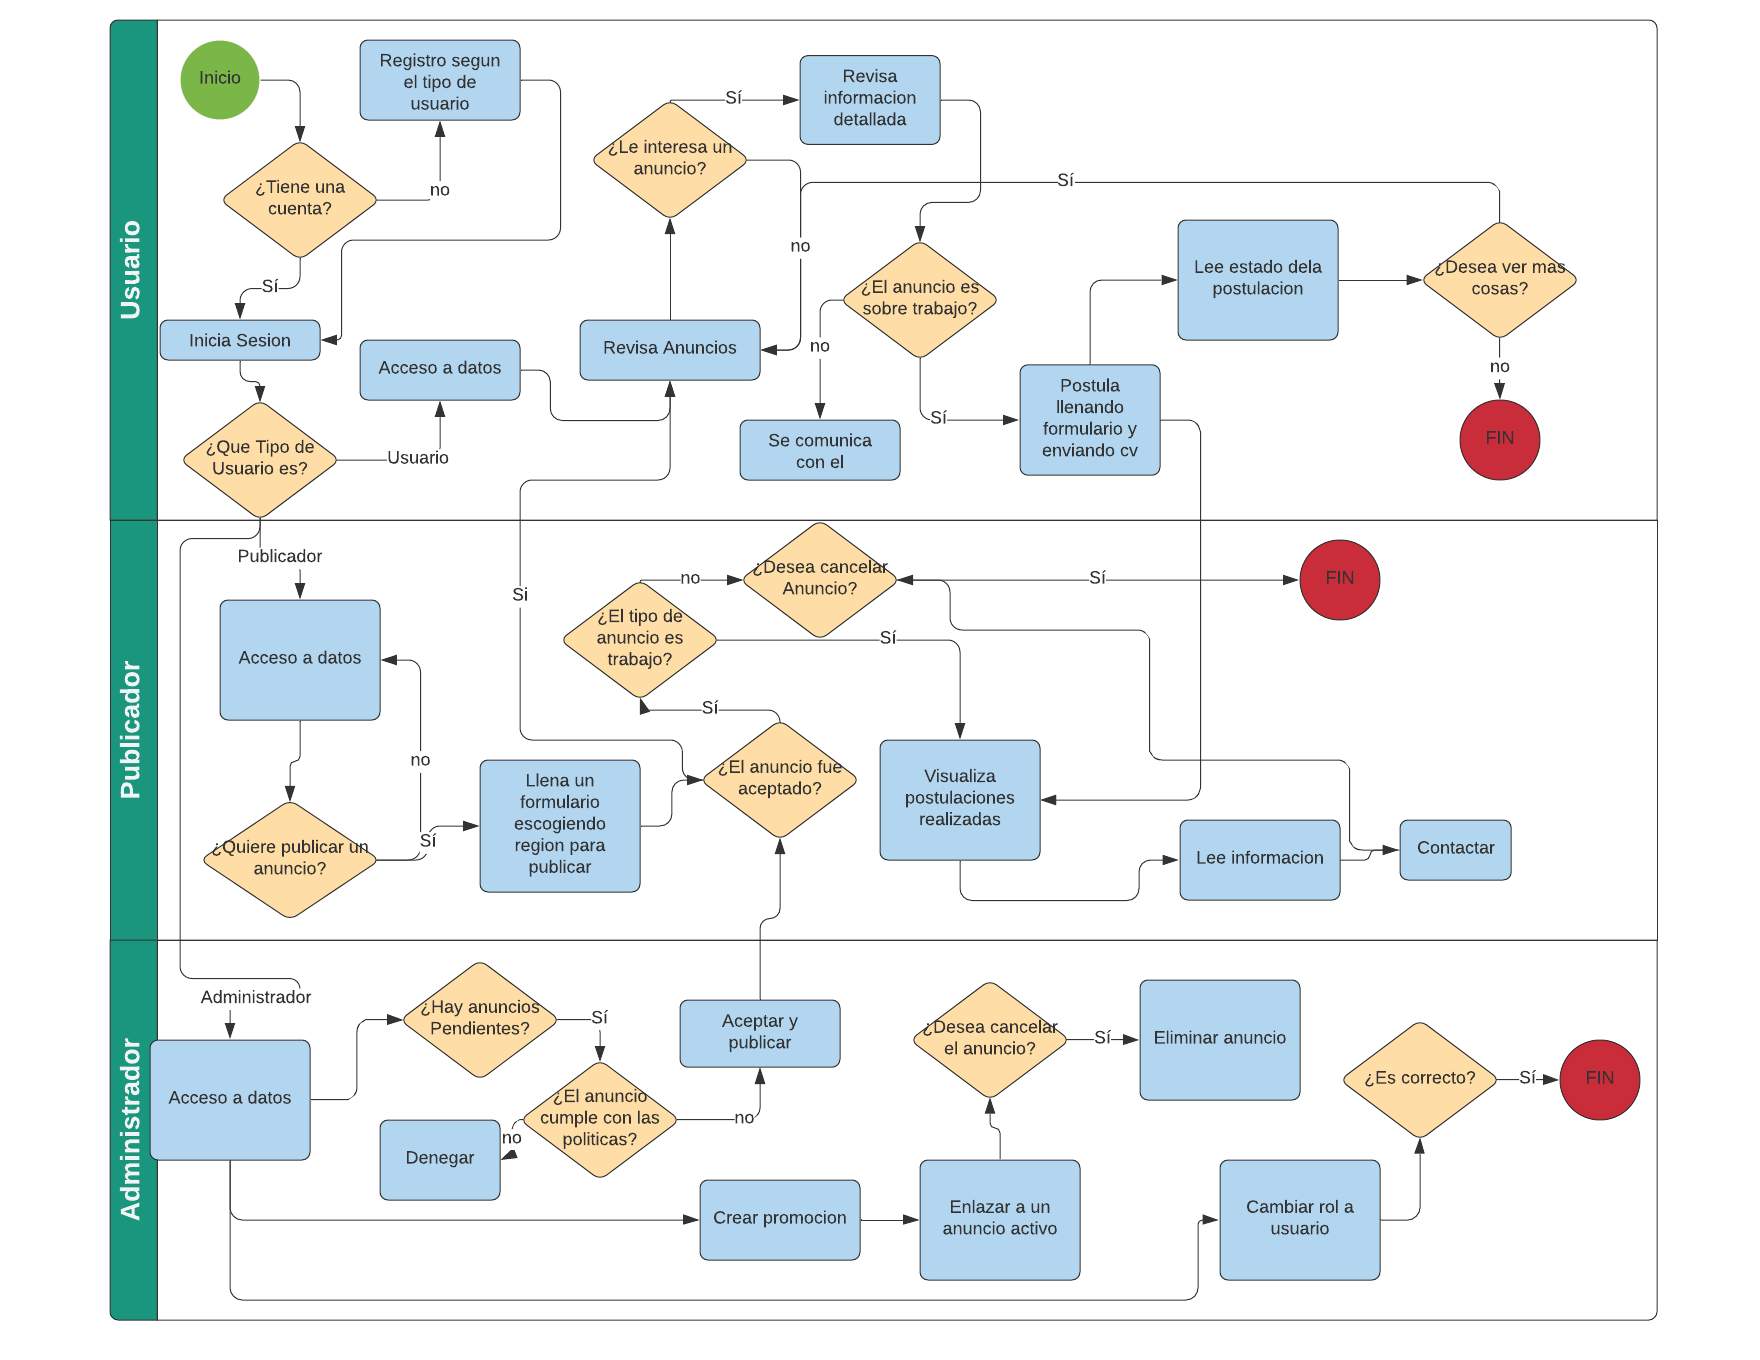 Usuario
Inicio
Registro segun
el tipo de
usuario
¿Tiene una
cuenta?
no
Sí
Inicia Sesion
Acceso a datos
¿Que Tipo de
Usuario es?
Usuario
¿Le interesa un
anuncio?
Sí
Revisa
informacion
detallada
no
Revisa Anuncios
¿El anuncio es
sobre trabajo?
no
Se comunica
con el
Sí
Postula
llenando
formulario y
enviando cv
Lee estado dela
postulacion
¿Desea ver mas
cosas?
Sí
no
FIN
Publicador
Publicador
Acceso a datos
¿Quiere publicar un
anuncio?
no
Sí
Llena un
formulario
escogiendo
region para
publicar
Si
¿El anuncio fue
aceptado?
Sí
¿El tipo de
anuncio es
trabajo?
no
¿Desea cancelar
Anuncio?
Sí
FIN
Sí
Visualiza
postulaciones
realizadas
Lee informacion
Contactar
Administrador
Administrador
Acceso a datos
¿Hay anuncios
Pendientes?
Sí
¿El anuncio
cumple con las
politicas?
no
Denegar
no
Aceptar y
publicar
Crear promocion
Enlazar a un
anuncio activo
¿Desea cancelar
el anuncio?
Sí
Eliminar anuncio
Cambiar rol a
usuario
¿Es correcto?
Sí
FIN